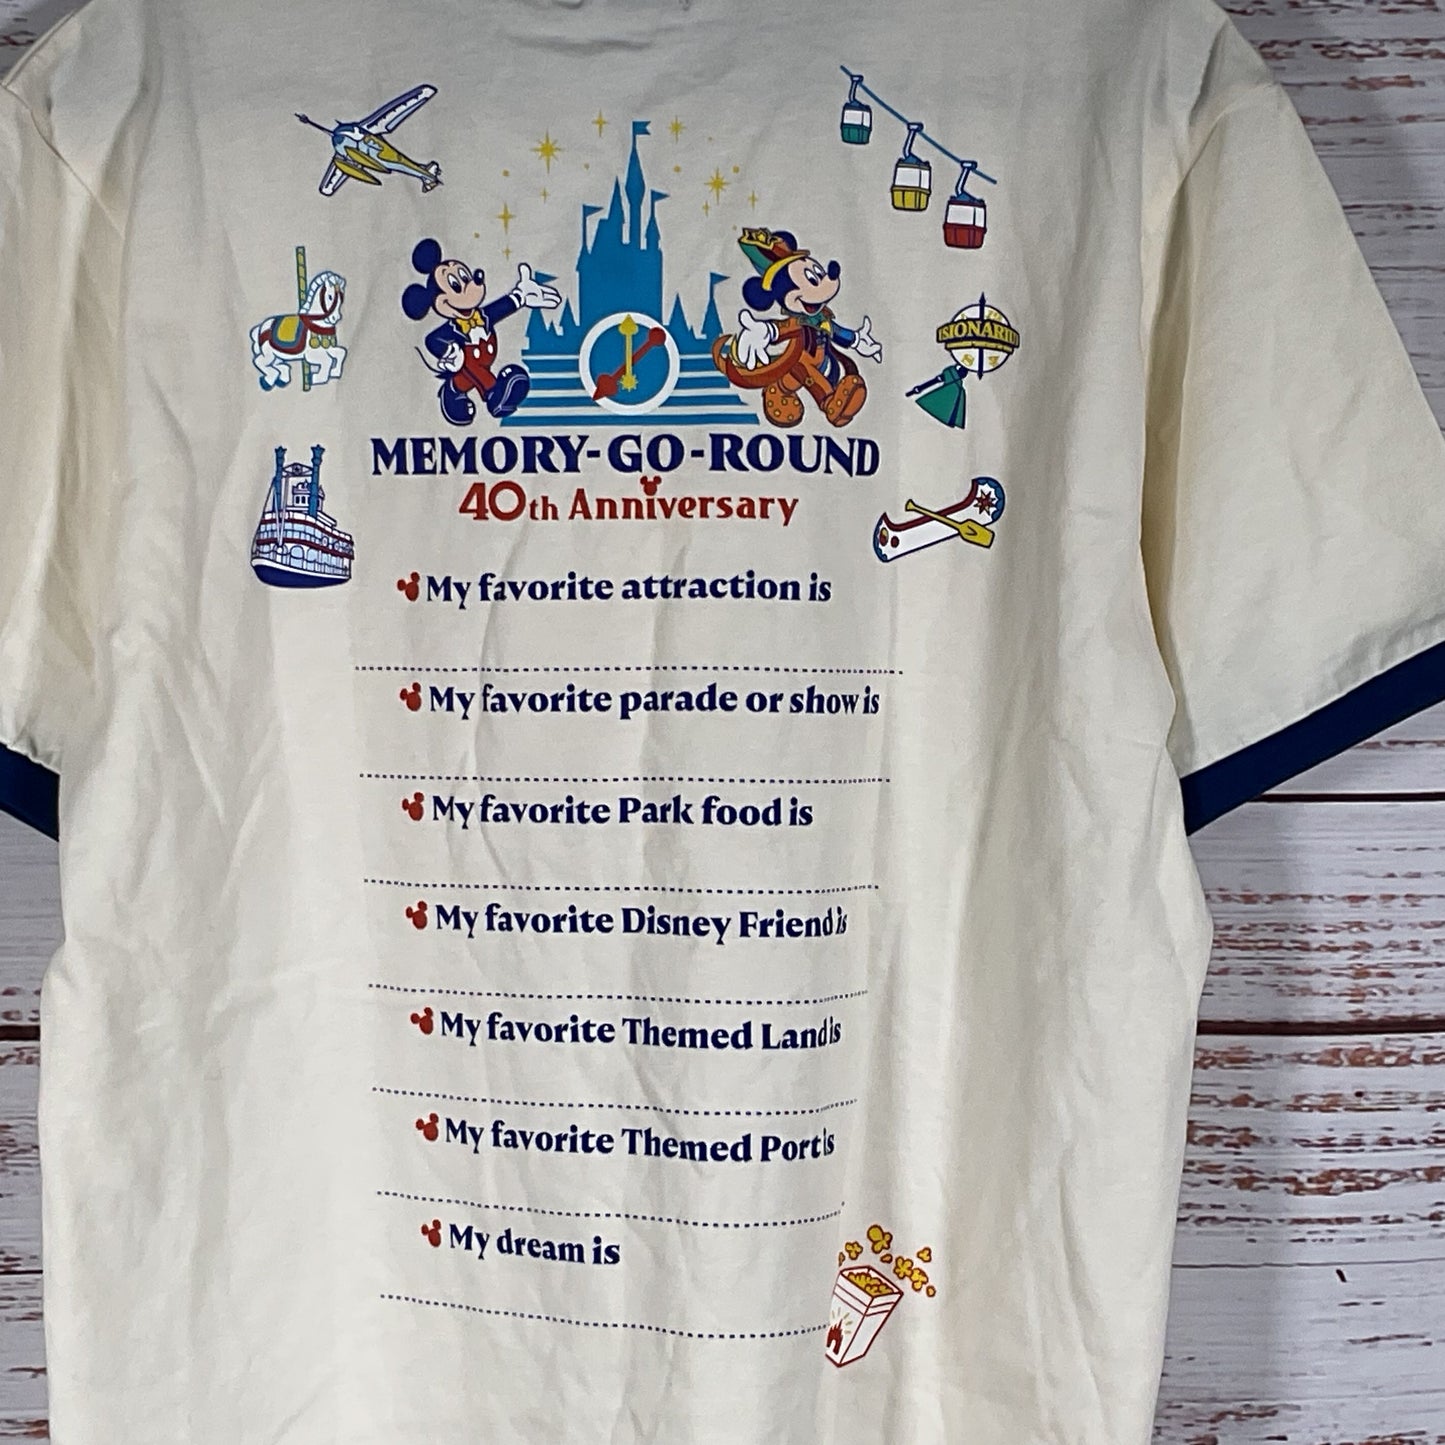 MEMORY-GO-ROUND
40th Anniversary
My favorite attraction is
My favorite parade or show is
My favorite Park food is
My favorite Disney Friend is
My favorite Themed Land is
My favorite Themed Port is
My dream is